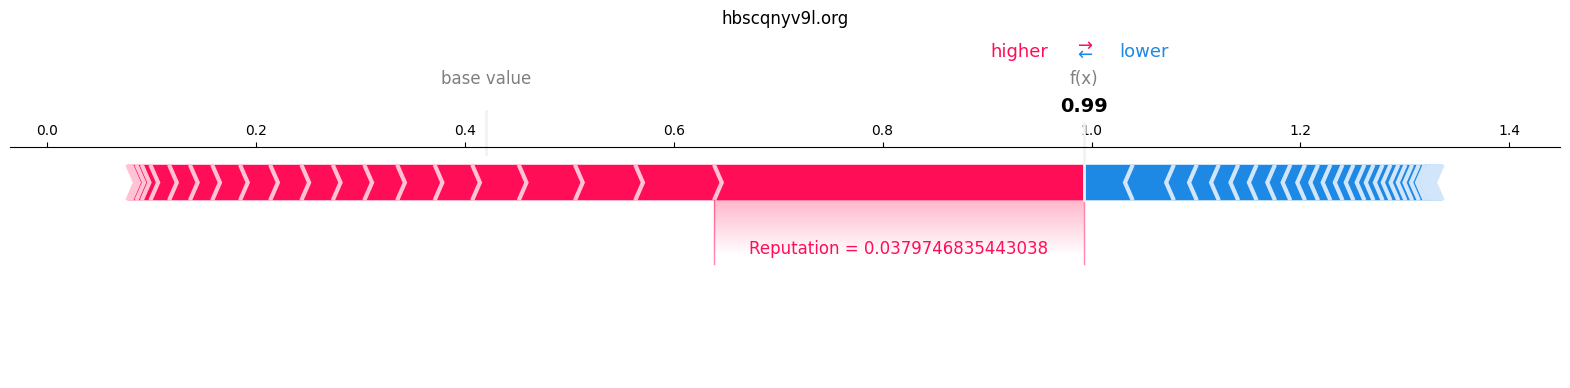 hbscqnyv9l.org
higher ⇄ lower
base value f(x)
0.99
0.0 0.2 0.4 0.6 0.8 1.0 1.2 1.4
Reputation = 0.0379746835443038